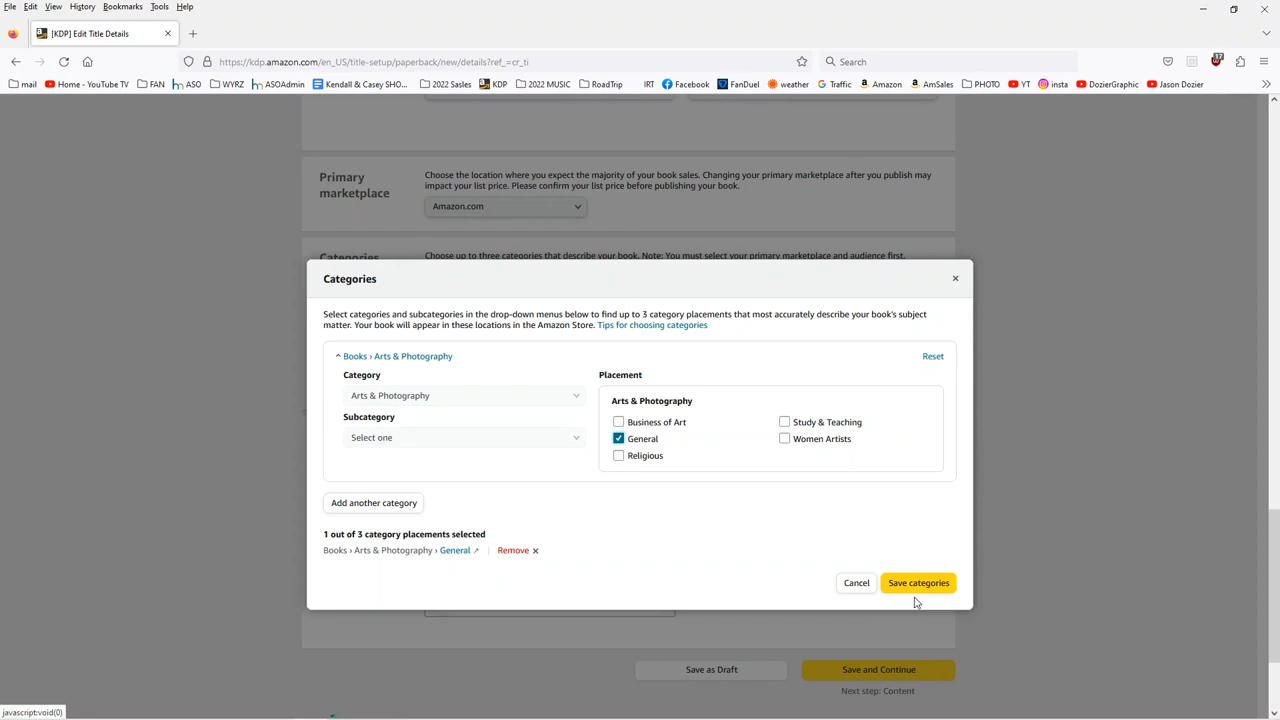 File Edit View History Bookmarks Tools Help
[KDP] Edit Title Details
https://kdp.amazon.com/en_US/title-setup/paperback/new/details?ref_=cr_ti
Search
mail Home - YouTube TV FAN ASO WYRZ ASOAdmin Kendall & Casey SHO... 2022 Sasles KDP 2022 MUSIC RoadTrip IRT Facebook FanDuel weather Traffic Amazon AmSales PHOTO YT insta DozierGraphic Jason Dozier
Primary
marketplace
Choose the location where you expect the majority of your book sales. Changing your primary marketplace after you publish may
impact your list price. Please confirm your list price before publishing your book.
Amazon.com
Categories
Choose up to three categories that describe your book. Note: You must select your primary marketplace and audience first.
Categories
Select categories and subcategories in the drop-down menus below to find up to 3 category placements that most accurately describe your book's subject
matter. Your book will appear in these locations in the Amazon Store. Tips for choosing categories
Books › Arts & Photography
Reset
Category
Arts & Photography
Subcategory
Select one
Placement
Arts & Photography
Business of Art
General
Religious
Study & Teaching
Women Artists
Add another category
1 out of 3 category placements selected
Books › Arts & Photography › General | Remove ×
Cancel
Save categories
Save as Draft
Save and Continue
Next step: Content
javascript:void(0)